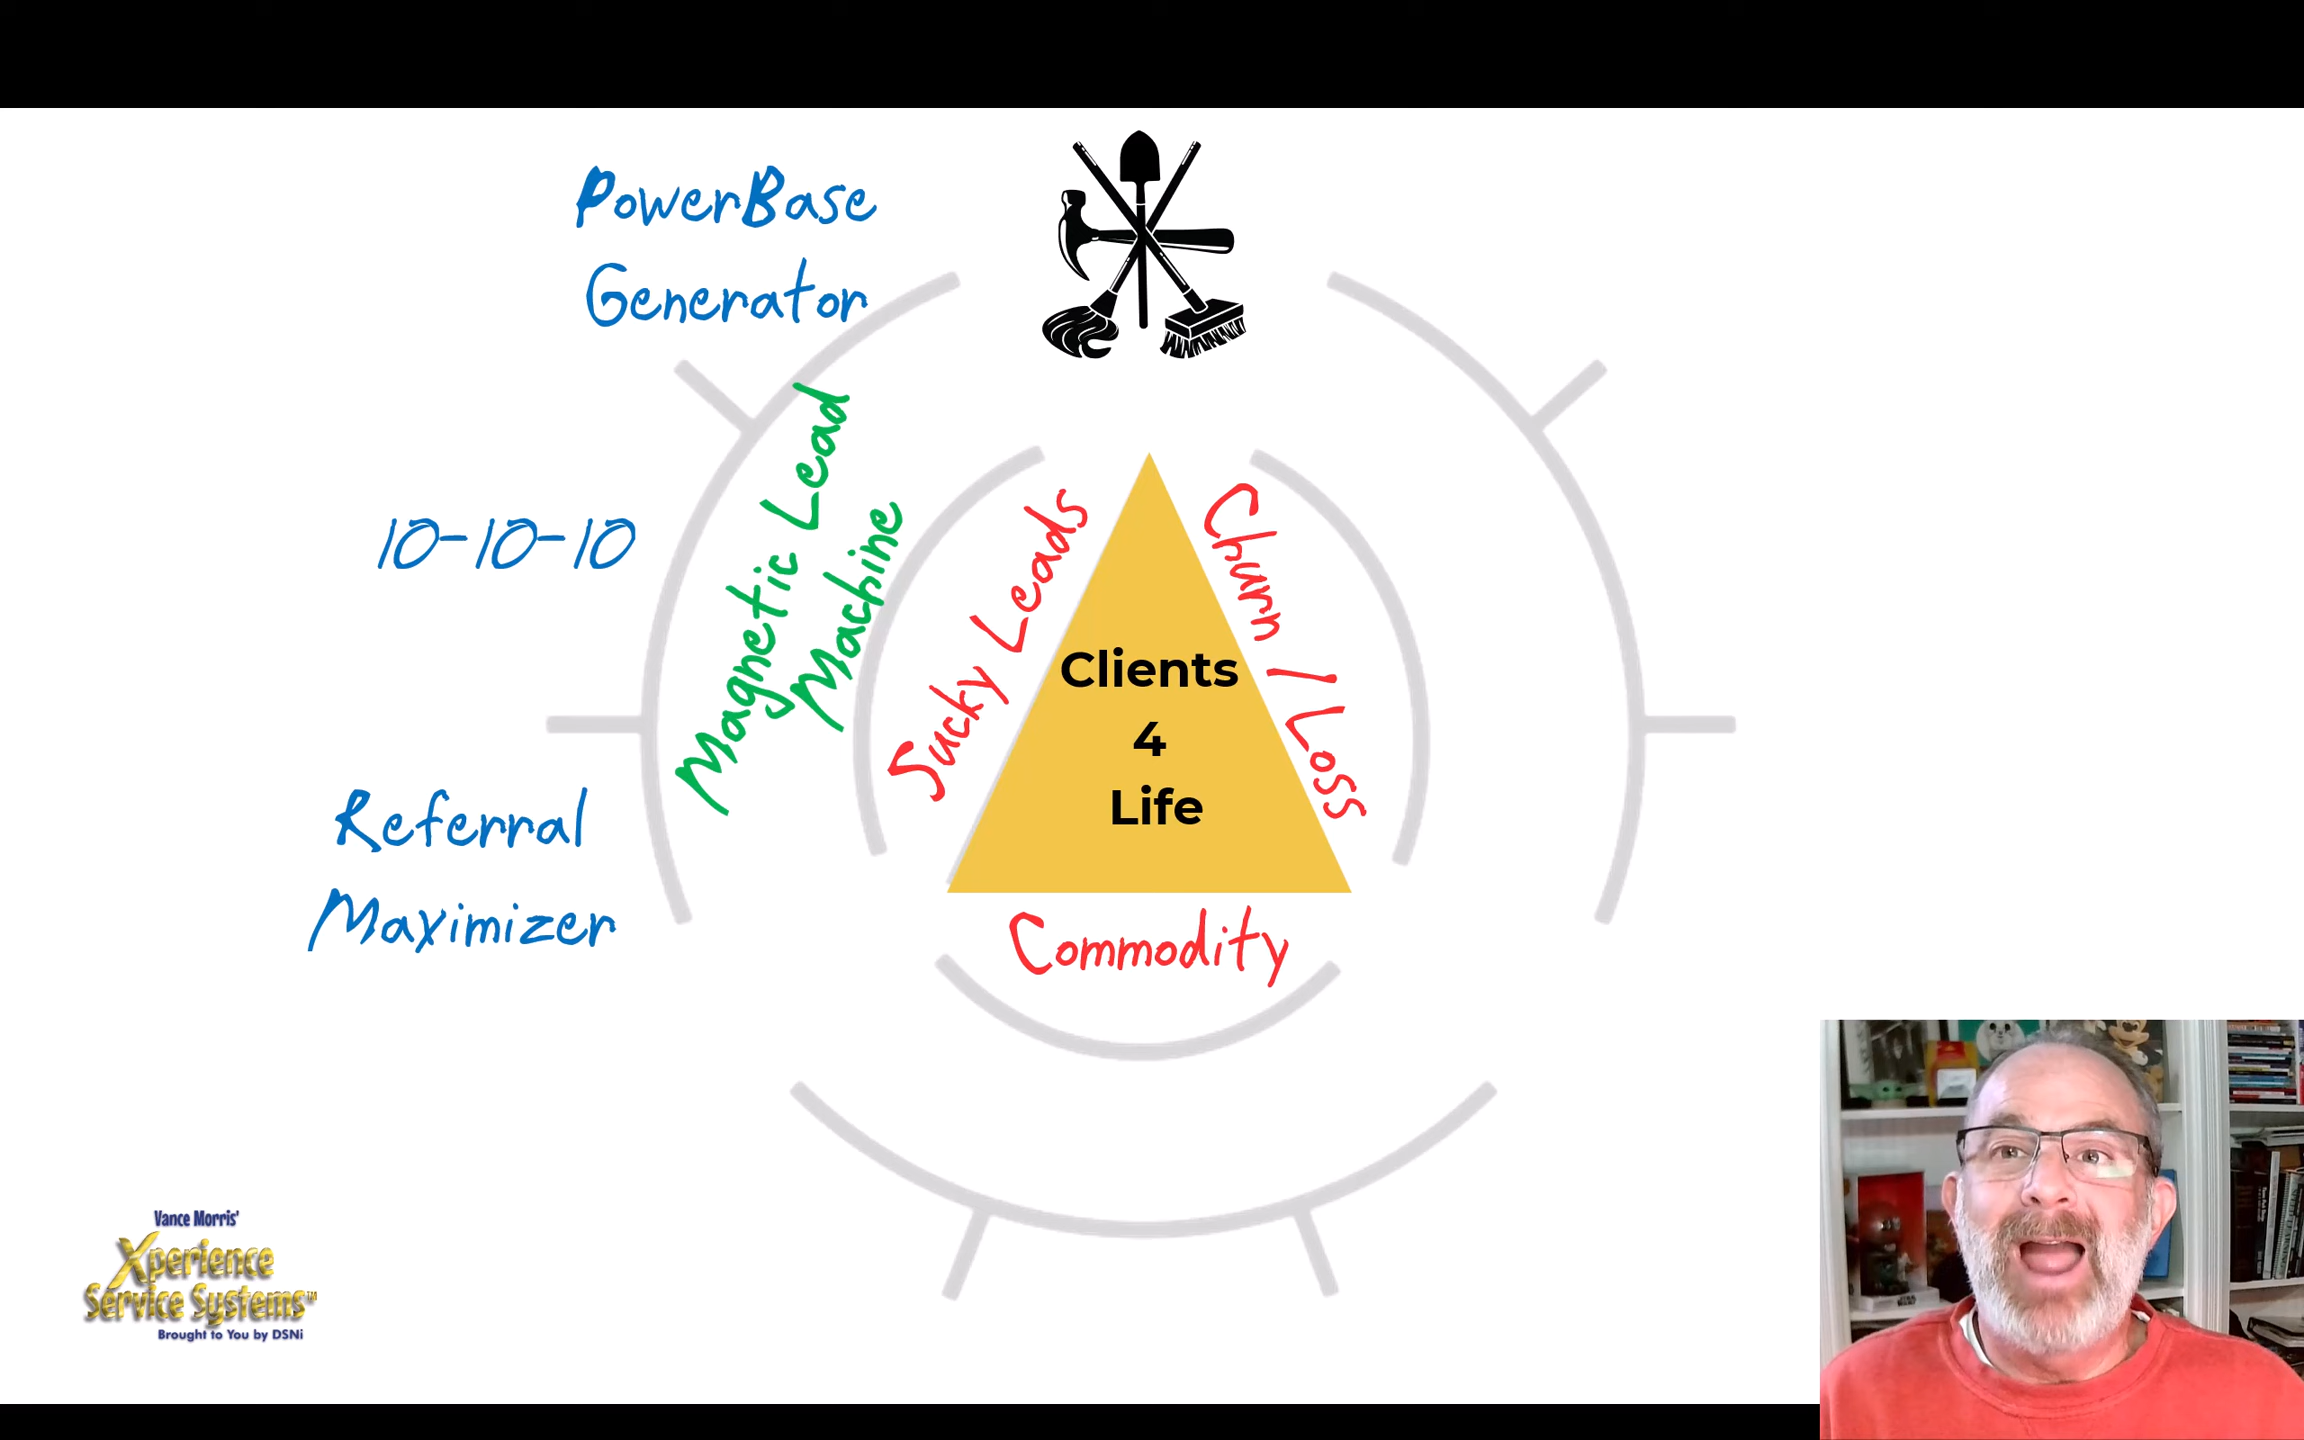 PowerBase
Generator
10-10-10
Referral
Maximizer
Magnetic Lead
Machine
Sucky Leads
Churn / Loss
Clients
4
Life
Commodity
Vance Morris'
Xperience
Service Systems™
Brought to You by DSNi